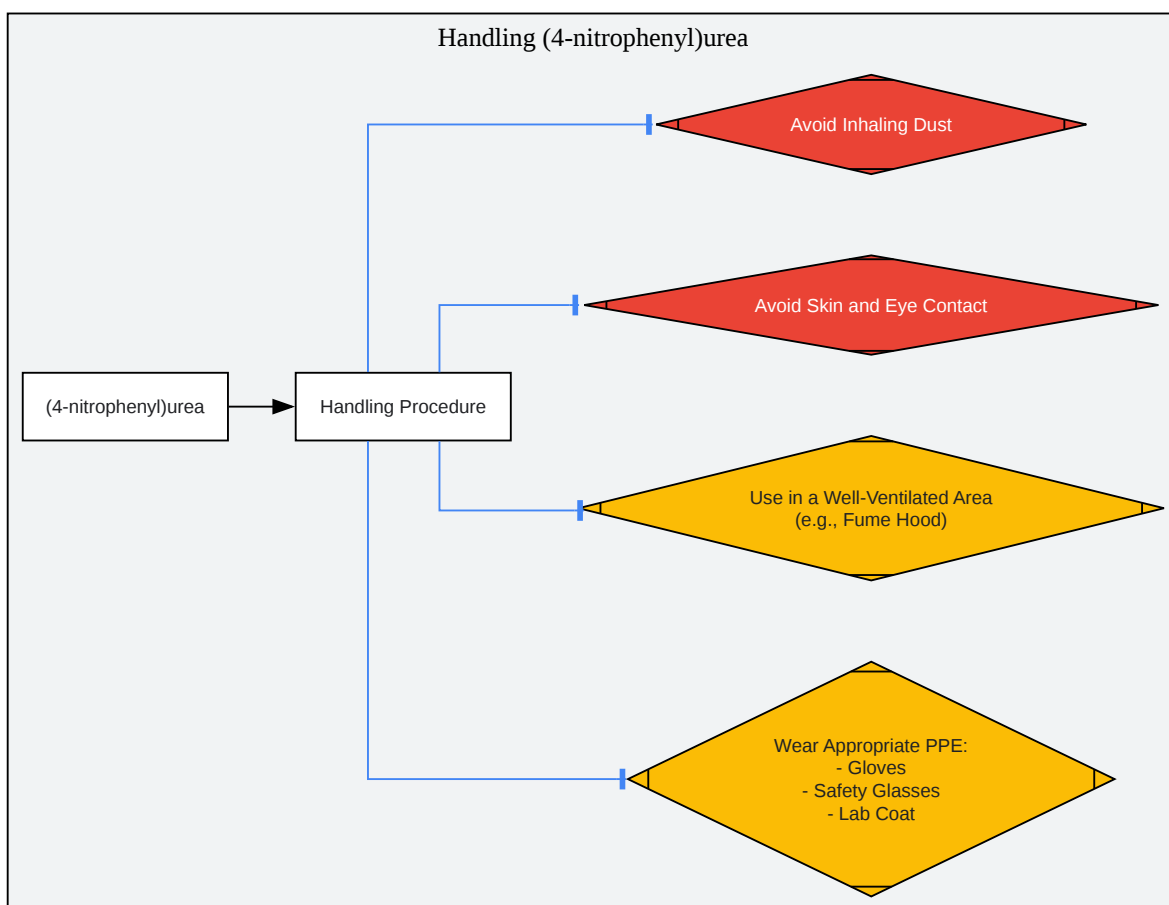 Handling (4-nitrophenyl)urea
Avoid Inhaling Dust
Avoid Skin and Eye Contact
(4-nitrophenyl)urea
Handling Procedure
Use in a Well-Ventilated Area
(e.g., Fume Hood)
Wear Appropriate PPE:
- Gloves
- Safety Glasses
- Lab Coat